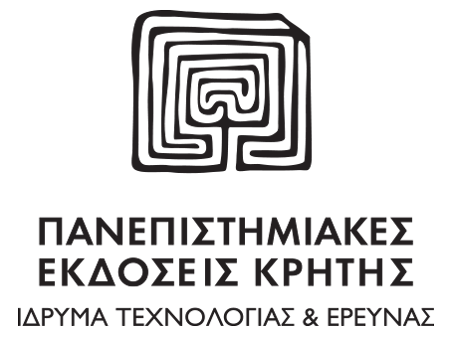 ΠΑΝΕΠΙΣΤΗΜΙΑΚΕΣ
ΕΚΔΟΣΕΙΣ ΚΡΗΤΗΣ
ΙΔΡΥΜΑ ΤΕΧΝΟΛΟΓΙΑΣ & ΕΡΕΥΝΑΣ